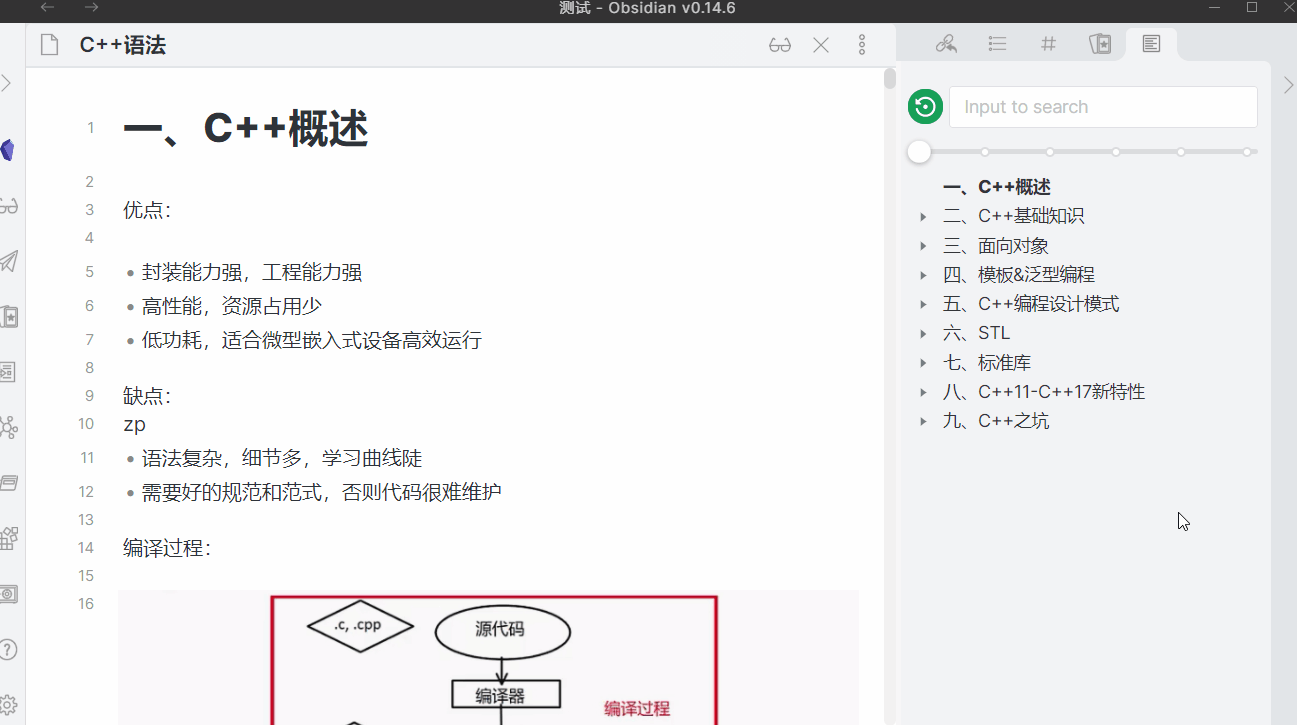 测试 - Obsidian v0.14.6
C++语法
Input to search
1 一、C++概述
2
3 优点：
4
5 • 封装能力强，工程能力强
6 • 高性能，资源占用少
7 • 低功耗，适合微型嵌入式设备高效运行
8
9 缺点：
10 zp
11 • 语法复杂，细节多，学习曲线陡
12 • 需要好的规范和范式，否则代码很难维护
13
14 编译过程：
15
16
.c, .cpp
源代码
编译器
编译过程
一、C++概述
二、C++基础知识
三、面向对象
四、模板&泛型编程
五、C++编程设计模式
六、STL
七、标准库
八、C++11-C++17新特性
九、C++之坑